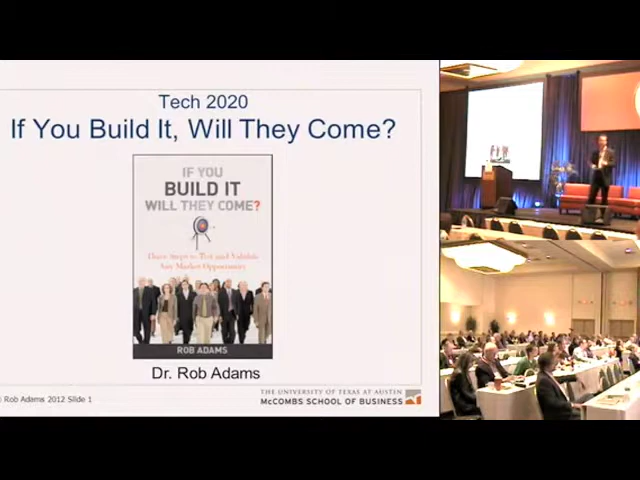 Tech 2020
If You Build It, Will They Come?
IF YOU
BUILD IT
WILL THEY COME?
Three Steps to Test and Validate
Any Market Opportunity
ROB ADAMS
Dr. Rob Adams
Rob Adams 2012 Slide 1
THE UNIVERSITY OF TEXAS AT AUSTIN
McCOMBS SCHOOL OF BUSINESS